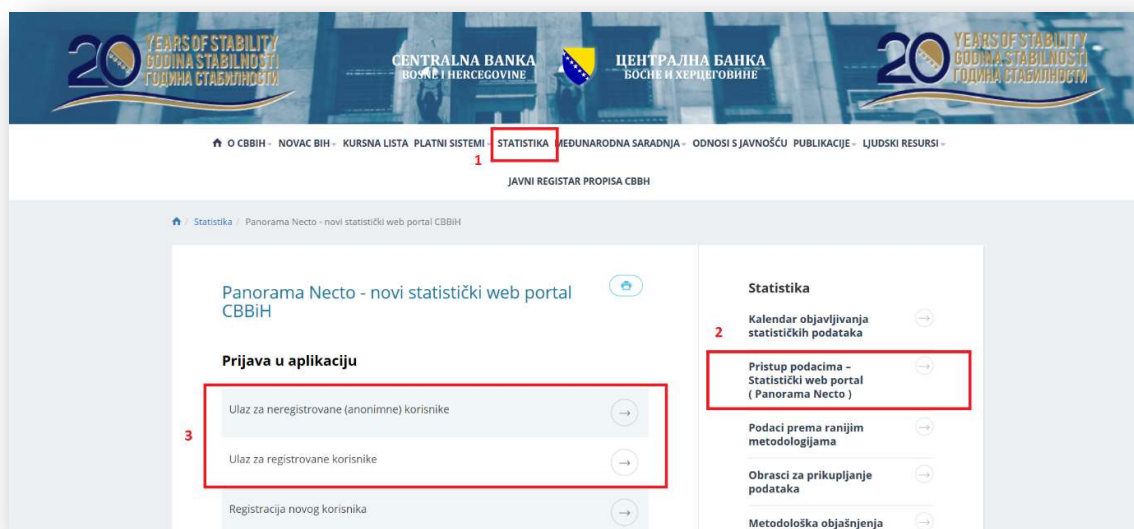 20 YEARS OF STABILITY
GODINA STABILNOSTI
ГОДИНА СТАБИЛНОСТИ
CENTRALNA BANKA
BOSNE I HERCEGOVINE
ЦЕНТРАЛНА БАНКА
БОСНЕ И ХЕРЦЕГОВИНЕ
20 YEARS OF STABILITY
GODINA STABILNOSTI
ГОДИНА СТАБИЛНОСТИ
O CBBIH NOVAC BIH KURSNA LISTA PLATNI SISTEMI STATISTIKA MEĐUNARODNA SARADNJA ODNOSI S JAVNOŠĆU PUBLIKACIJE LJUDSKI RESURSI
1
JAVNI REGISTAR PROPISA CBBH
/ Statistika / Panorama Necto - novi statistički web portal CBBiH
Panorama Necto - novi statistički web portal
CBBiH
Prijava u aplikaciju
3
Ulaz za neregistrovane (anonimne) korisnike
Ulaz za registrovane korisnike
Registracija novog korisnika
Statistika
2
Kalendar objavljivanja
statističkih podataka
Pristup podacima –
Statistički web portal
( Panorama Necto )
Podaci prema ranijim
metodologijama
Obrasci za prikupljanje
podataka
Metodološka objašnjenja